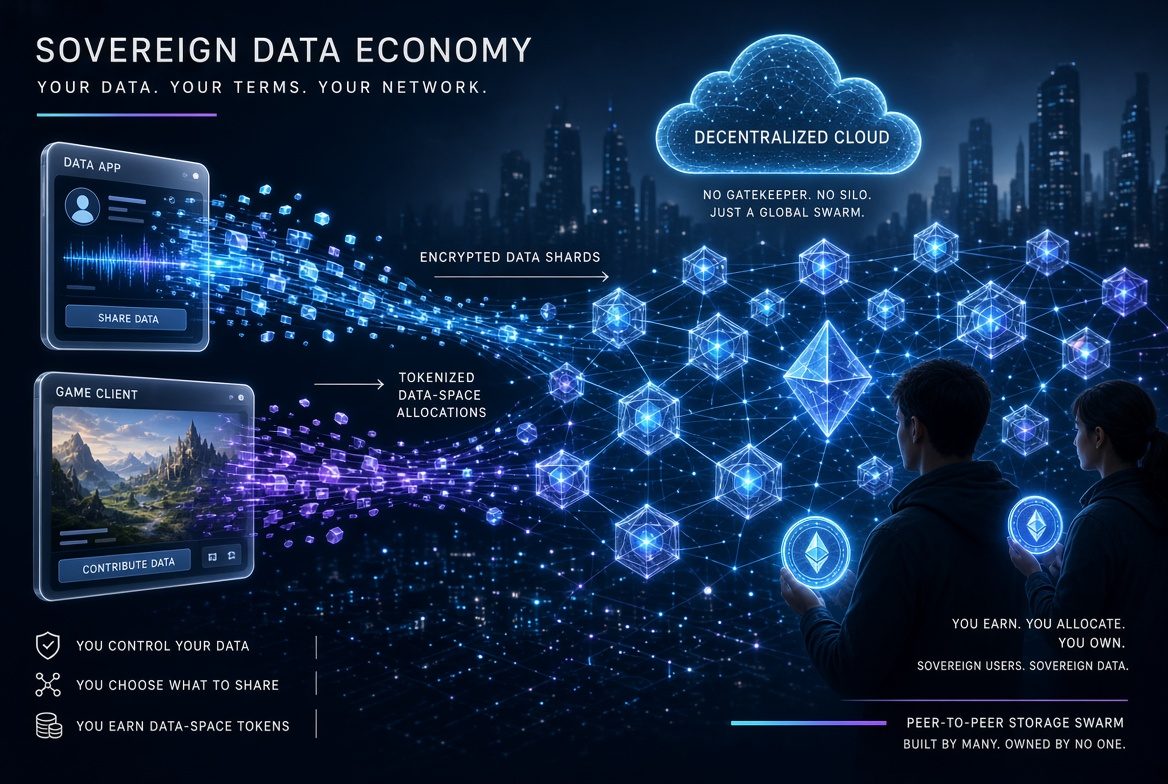 SOVEREIGN DATA ECONOMY
YOUR DATA. YOUR TERMS. YOUR NETWORK.
DATA APP
SHARE DATA
ENCRYPTED DATA SHARDS
DECENTRALIZED CLOUD
NO GATEKEEPER. NO SILO.
JUST A GLOBAL SWARM.
GAME CLIENT
CONTRIBUTE DATA
TOKENIZED
DATA-SPACE
ALLOCATIONS
YOU CONTROL YOUR DATA
YOU CHOOSE WHAT TO SHARE
YOU EARN DATA-SPACE TOKENS
YOU EARN. YOU ALLOCATE.
YOU OWN.
SOVEREIGN USERS. SOVEREIGN DATA.
PEER-TO-PEER STORAGE SWARM
BUILT BY MANY. OWNED BY NO ONE.